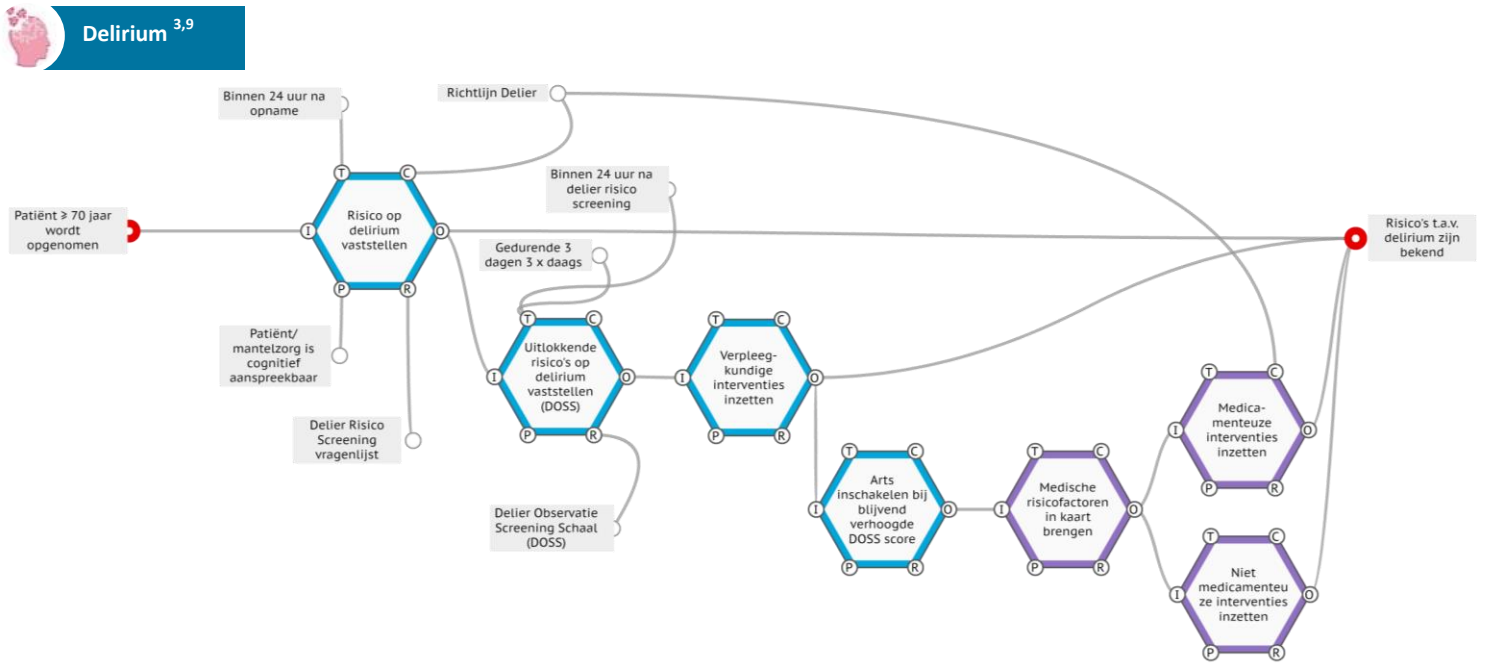 Delirium 3,9
Binnen 24 uur na
opname
Richtlijn Delier
T
C
Patiënt ≥ 70 jaar
wordt
opgenomen
I
Risico op
delirium
vaststellen
O
P
R
Binnen 24 uur na
delier risico
screening
Gedurende 3
dagen 3 x daags
Risico's t.a.v.
delirium zijn
bekend
Patiënt/
mantelzorg is
cognitief
aanspreekbaar
Delier Risico
Screening
vragenlijst
T
C
I
Uitlokkende
risico's op
delirium
vaststellen
(DOSS)
O
P
R
Delier Observatie
Screening Schaal
(DOSS)
T
C
I
Verpleeg-
kundige
interventies
inzetten
O
P
R
T
C
I
Arts
inschakelen bij
blijvend
verhoogde
DOSS score
O
P
R
T
C
I
Medische
risicofactoren
in kaart
brengen
O
P
R
T
C
I
Medica-
menteuze
interventies
inzetten
O
P
R
T
C
I
Niet
medicamenteu
ze interventies
inzetten
O
P
R